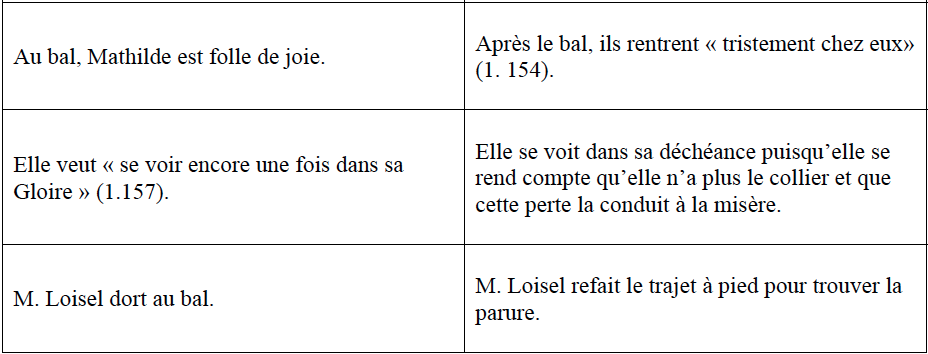 Au bal, Mathilde est folle de joie.
Après le bal, ils rentrent « tristement chez eux»
(1. 154).
Elle veut « se voir encore une fois dans sa
Gloire » (1.157).
Elle se voit dans sa déchéance puisqu’elle se
rend compte qu’elle n’a plus le collier et que
cette perte la conduit à la misère.
M. Loisel dort au bal.
M. Loisel refait le trajet à pied pour trouver la
parure.